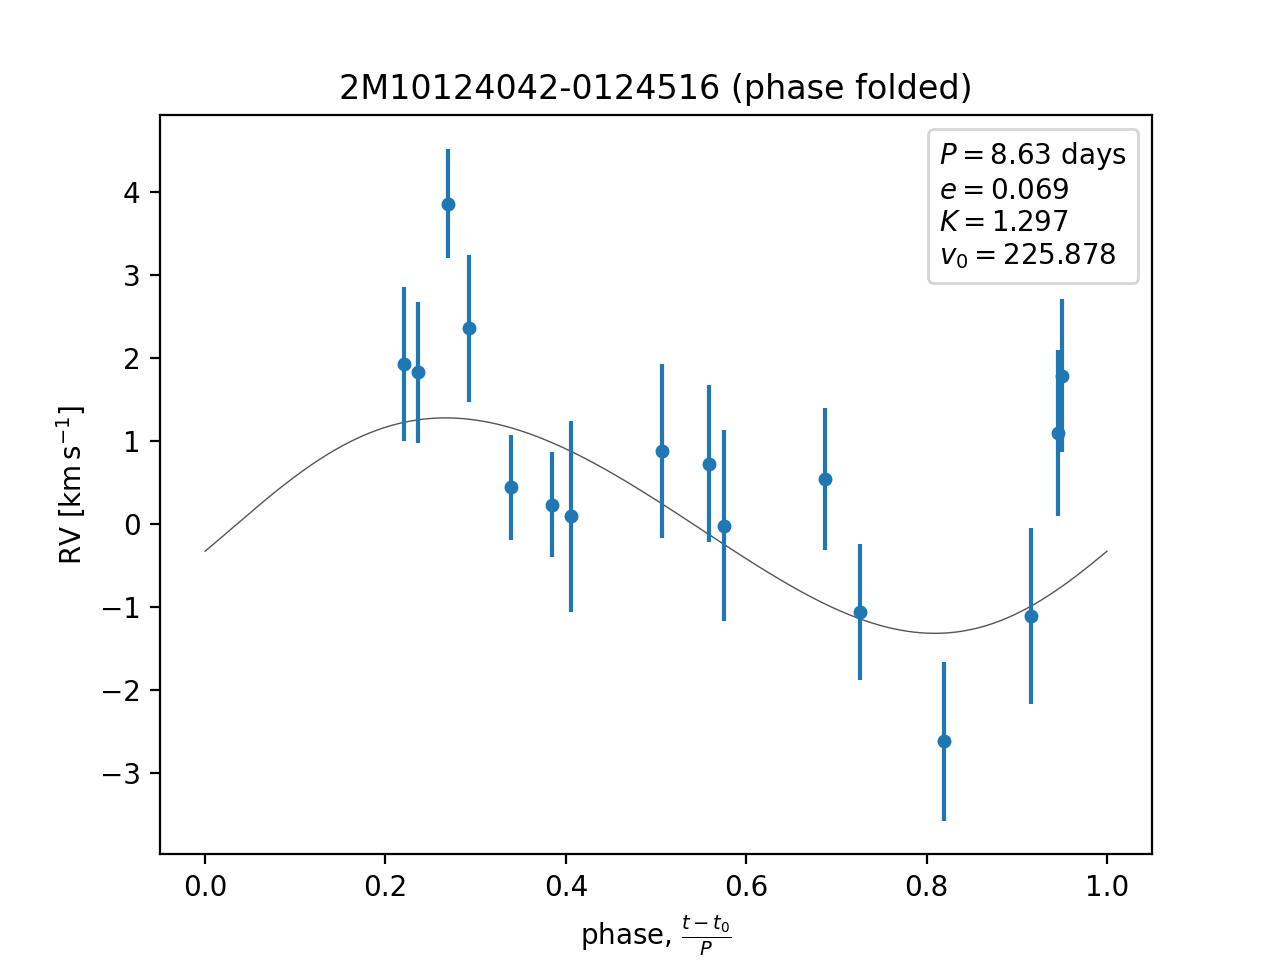 2M10124042-0124516 (phase folded)
P = 8.63 days
e = 0.069
K = 1.297
v₀ = 225.878
RV [km s⁻¹]
4
3
2
1
0
−1
−2
−3
0.0 0.2 0.4 0.6 0.8 1.0
phase, (t − t₀)/P